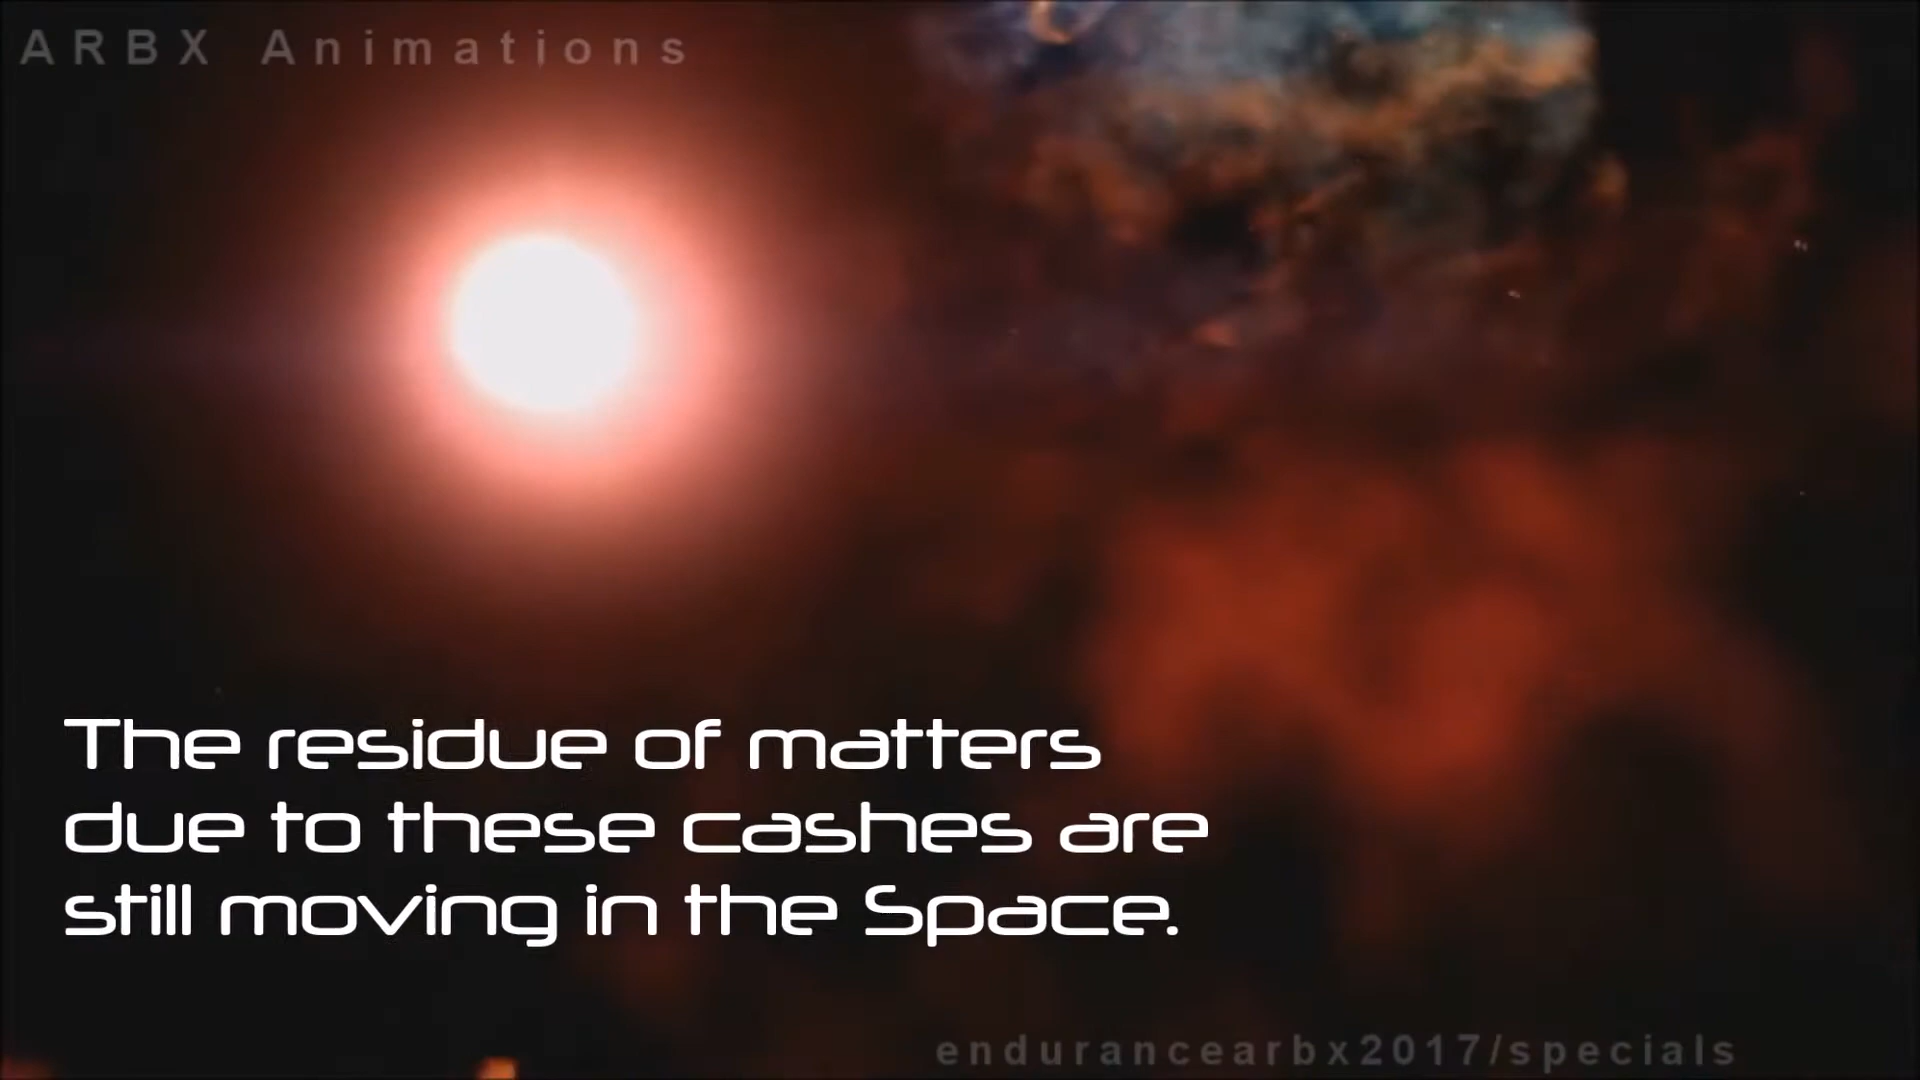 ARBX Animations
The residue of matters
due to these cashes are
still moving in the Space.
endurancearbx2017/specials